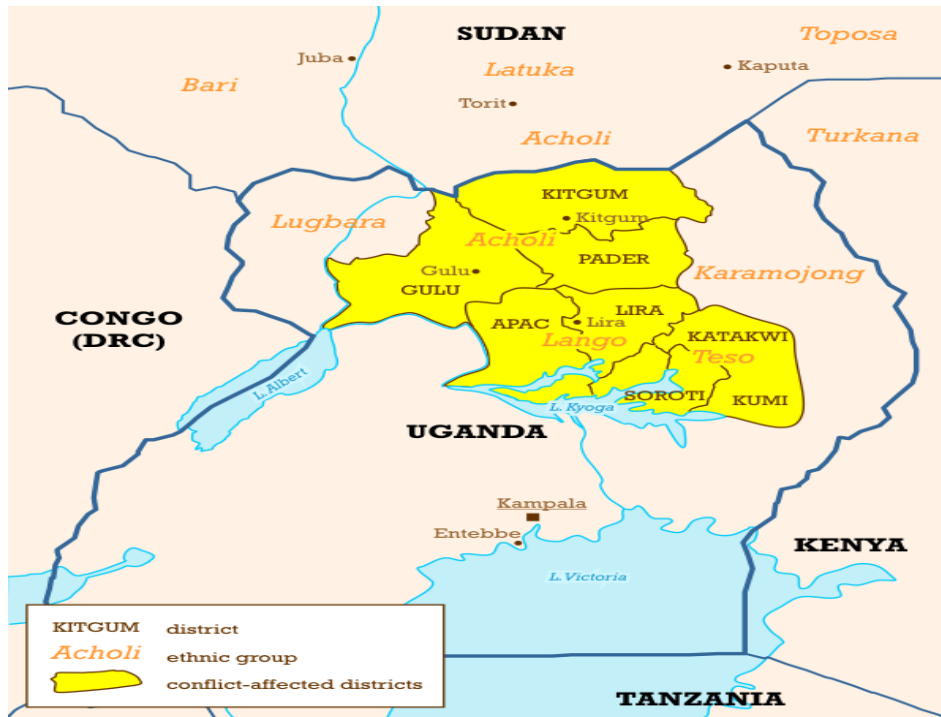 SUDAN
Toposa
Juba
Kaputa
Latuka
Bari
Torit
Acholi
Turkana
KITGUM
Kitgum
Lugbara
Acholi
PADER
Gulu
Karamojong
GULU
CONGO
(DRC)
APAC
LIRA
Lira
KATAKWI
Lango
Teso
L. Albert
SOROTI
KUMI
L. Kyoga
UGANDA
Kampala
Entebbe
KENYA
L. Victoria
KITGUM district
Acholi ethnic group
conflict-affected districts
TANZANIA